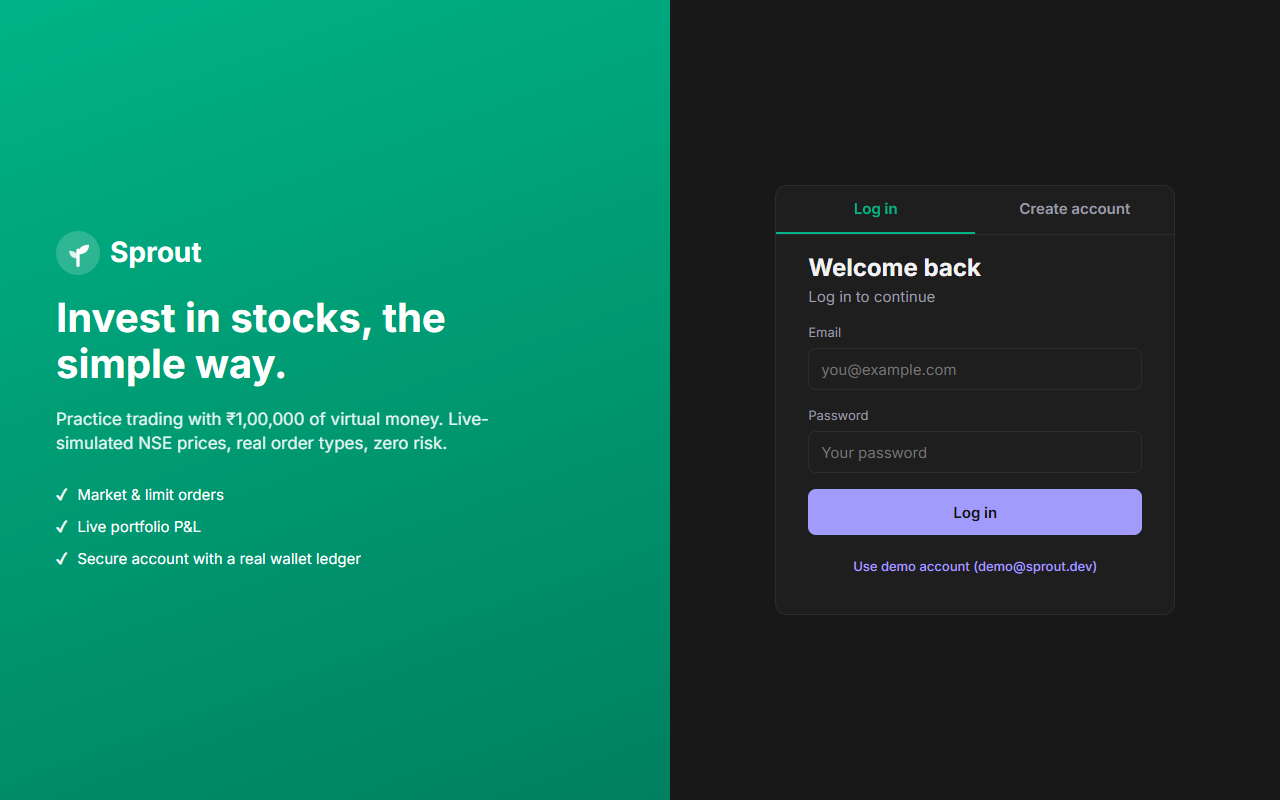 Sprout
Invest in stocks, the
simple way.
Practice trading with ₹1,00,000 of virtual money. Live-
simulated NSE prices, real order types, zero risk.
✓ Market & limit orders
✓ Live portfolio P&L
✓ Secure account with a real wallet ledger
Log in
Create account
Welcome back
Log in to continue
Email
you@example.com
Password
Your password
Log in
Use demo account (demo@sprout.dev)